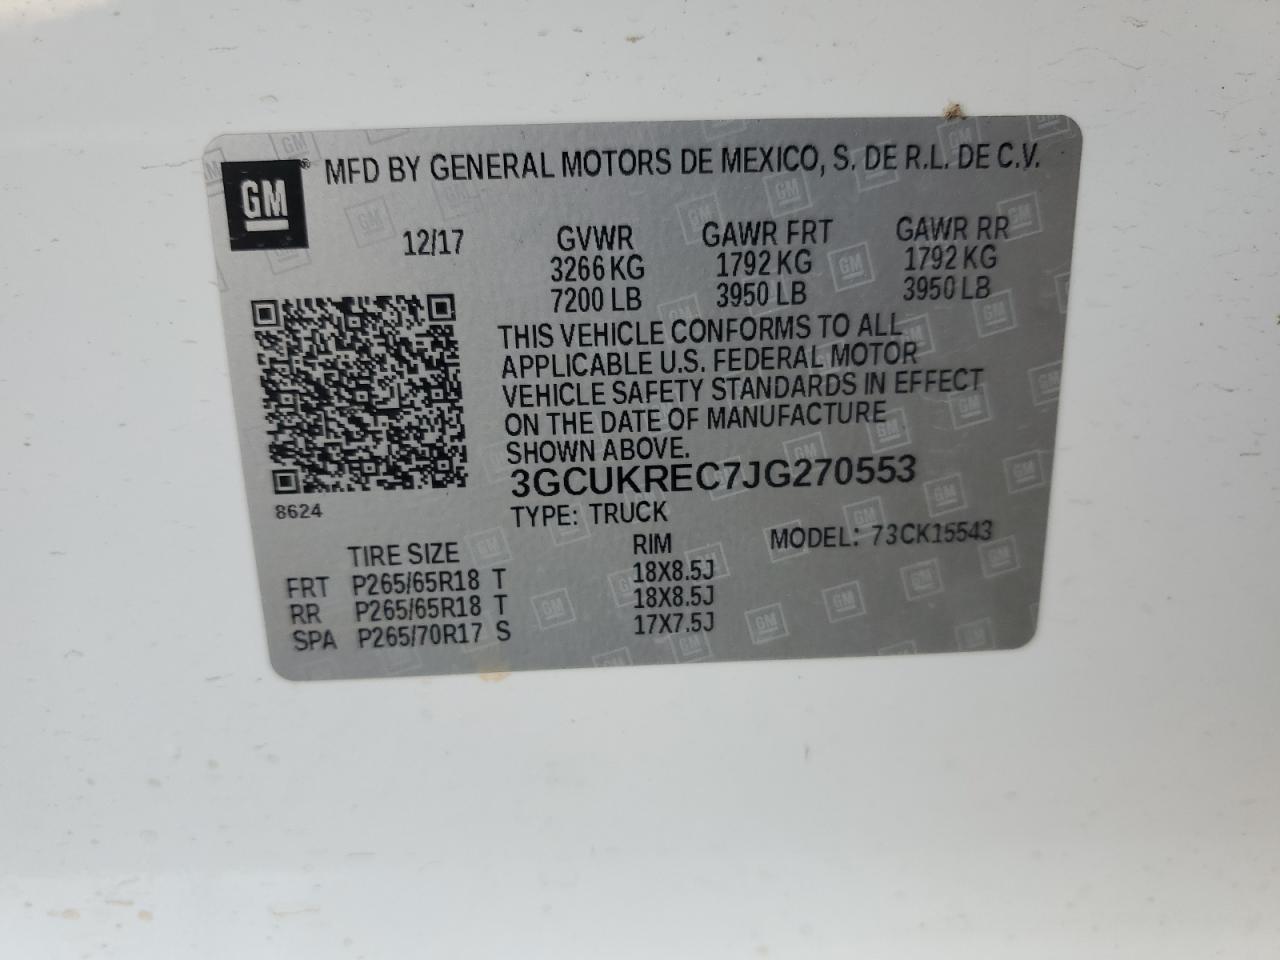 GM® MFD BY GENERAL MOTORS DE MEXICO, S. DE R.L. DE C.V.
12/17 GVWR GAWR FRT GAWR RR
3266 KG 1792 KG 1792 KG
7200 LB 3950 LB 3950 LB
THIS VEHICLE CONFORMS TO ALL
APPLICABLE U.S. FEDERAL MOTOR
VEHICLE SAFETY STANDARDS IN EFFECT
ON THE DATE OF MANUFACTURE
SHOWN ABOVE.
3GCUKREC7JG270553
8624
TYPE: TRUCK
MODEL: 73CK15543
TIRE SIZE RIM
FRT P265/65R18 T 18X8.5J
RR P265/65R18 T 18X8.5J
SPA P265/70R17 S 17X7.5J